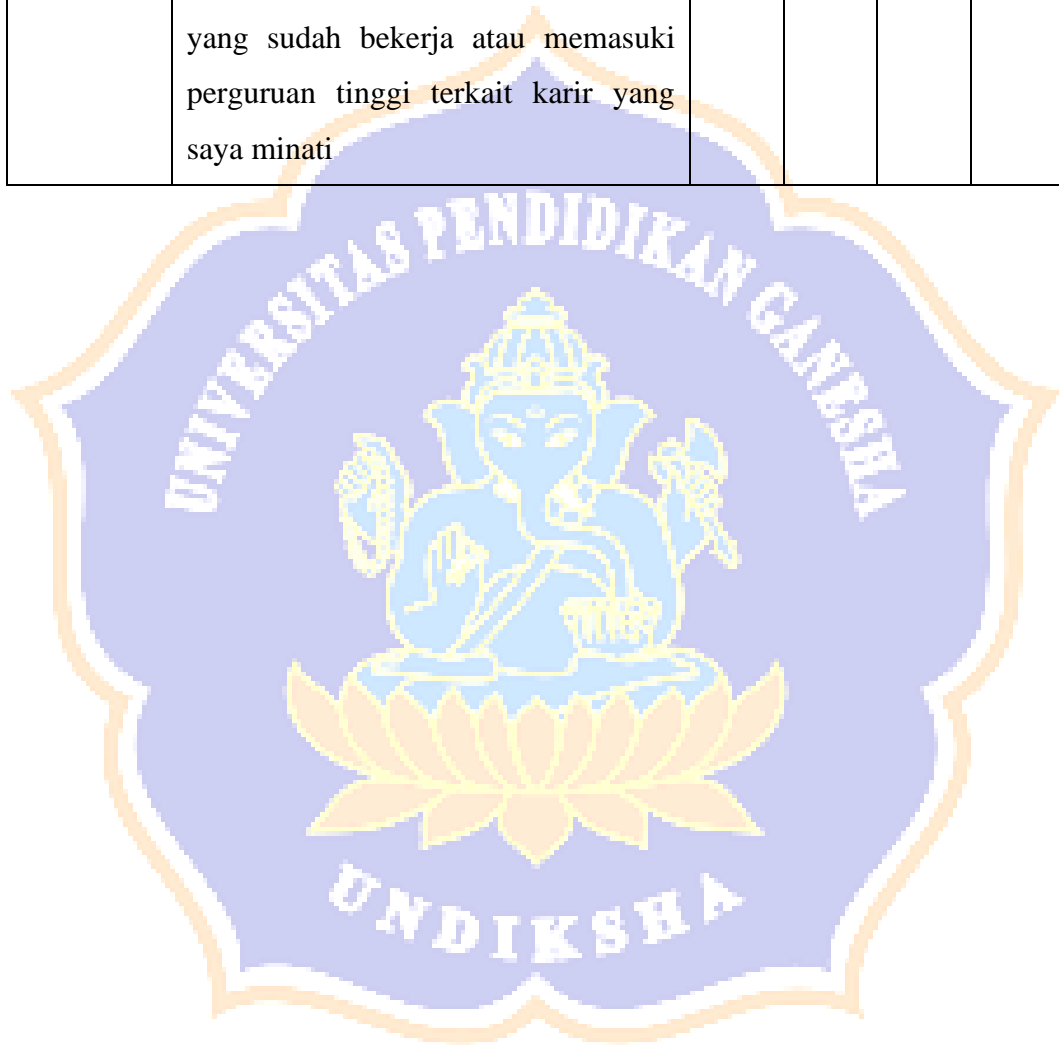 yang sudah bekerja atau memasuki
perguruan tinggi terkait karir yang
saya minati
UNIVERSITAS PENDIDIKAN GANESHA
UNDIKSHA